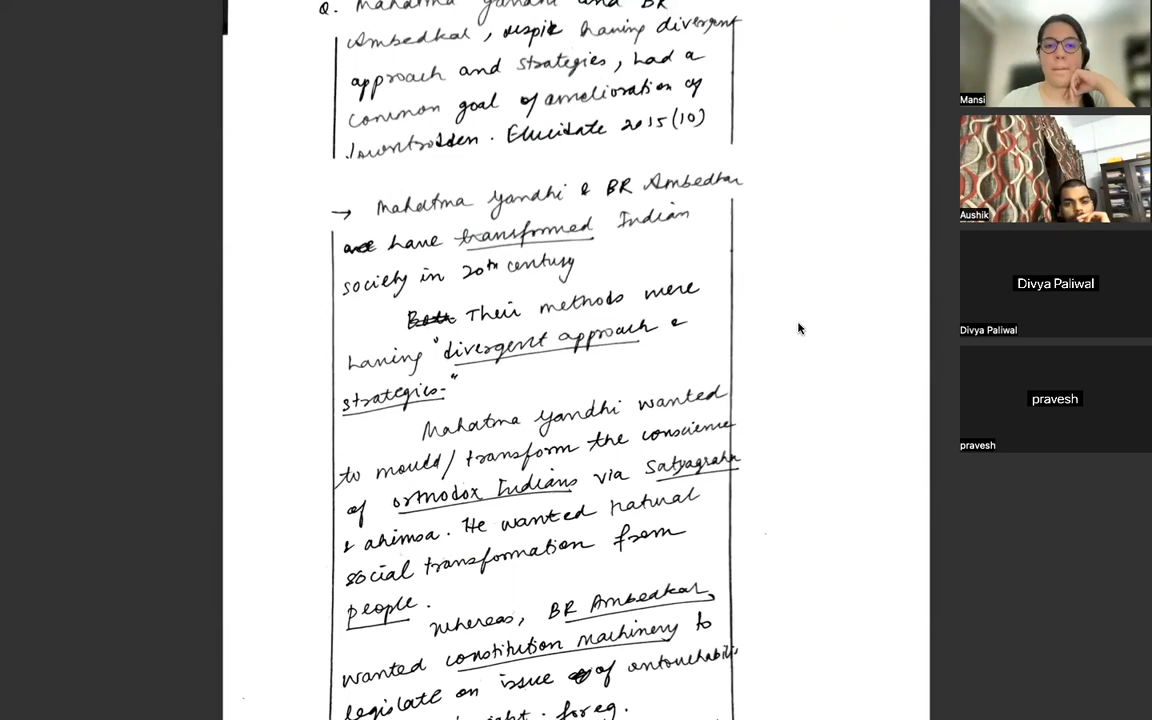 Q. Mahatma Gandhi and BR
Ambedkar, despite having divergent
approach and strategies, had a
common goal of amelioration of
downtrodden. Elucidate 2015 (10)
→ Mahatma Gandhi & BR Ambedkar
have transformed Indian
society in 20th century
Their methods were
having "divergent approach &
strategies."
Mahatma Gandhi wanted
to mould/transform the conscience
of orthodox Indians via Satyagraha
& ahimsa. He wanted natural
social transformation from
people.
Whereas, BR Ambedkar,
wanted constitution machinery to
legislate on issue of untouchabilit
foreg.
Mansi
Aushik
Divya Paliwal
Divya Paliwal
pravesh
pravesh